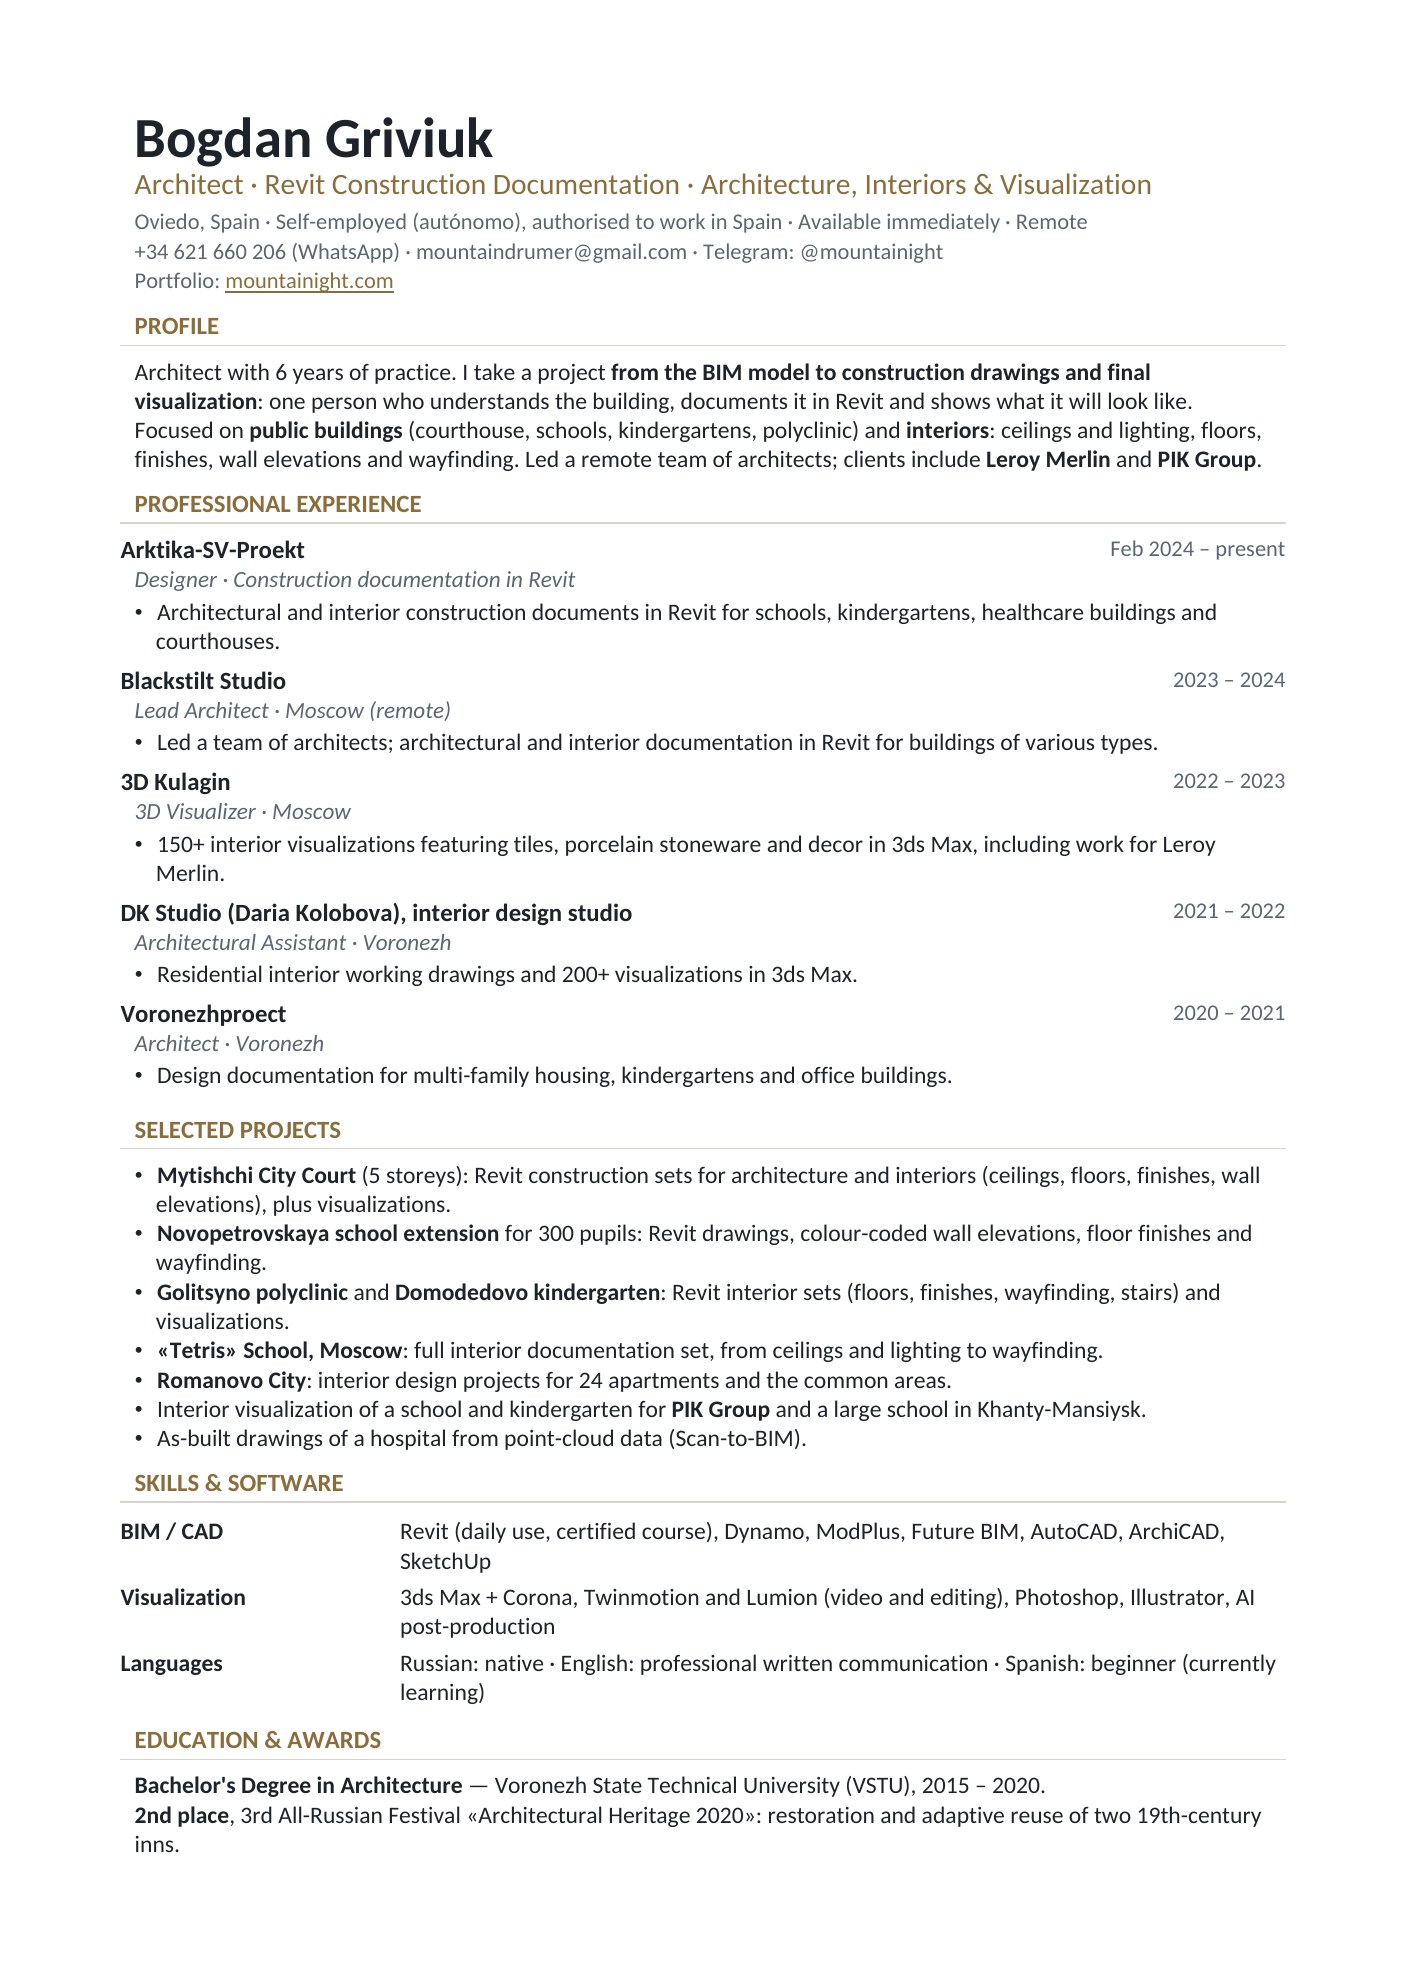 Bogdan Griviuk
Architect · Revit Construction Documentation · Architecture, Interiors & Visualization
Oviedo, Spain · Self-employed (autónomo), authorised to work in Spain · Available immediately · Remote
+34 621 660 206 (WhatsApp) · mountaindrumer@gmail.com · Telegram: @mountainight
Portfolio: mountainight.com
PROFILE
Architect with 6 years of practice. I take a project from the BIM model to construction drawings and final
visualization: one person who understands the building, documents it in Revit and shows what it will look like.
Focused on public buildings (courthouse, schools, kindergartens, polyclinic) and interiors: ceilings and lighting, floors,
finishes, wall elevations and wayfinding. Led a remote team of architects; clients include Leroy Merlin and PIK Group.
PROFESSIONAL EXPERIENCE
Arktika-SV-Proekt Feb 2024 – present
Designer · Construction documentation in Revit
• Architectural and interior construction documents in Revit for schools, kindergartens, healthcare buildings and
courthouses.
Blackstilt Studio 2023 – 2024
Lead Architect · Moscow (remote)
• Led a team of architects; architectural and interior documentation in Revit for buildings of various types.
3D Kulagin 2022 – 2023
3D Visualizer · Moscow
• 150+ interior visualizations featuring tiles, porcelain stoneware and decor in 3ds Max, including work for Leroy
Merlin.
DK Studio (Daria Kolobova), interior design studio 2021 – 2022
Architectural Assistant · Voronezh
• Residential interior working drawings and 200+ visualizations in 3ds Max.
Voronezhproect 2020 – 2021
Architect · Voronezh
• Design documentation for multi-family housing, kindergartens and office buildings.
SELECTED PROJECTS
• Mytishchi City Court (5 storeys): Revit construction sets for architecture and interiors (ceilings, floors, finishes, wall
elevations), plus visualizations.
• Novopetrovskaya school extension for 300 pupils: Revit drawings, colour-coded wall elevations, floor finishes and
wayfinding.
• Golitsyno polyclinic and Domodedovo kindergarten: Revit interior sets (floors, finishes, wayfinding, stairs) and
visualizations.
• «Tetris» School, Moscow: full interior documentation set, from ceilings and lighting to wayfinding.
• Romanovo City: interior design projects for 24 apartments and the common areas.
• Interior visualization of a school and kindergarten for PIK Group and a large school in Khanty-Mansiysk.
• As-built drawings of a hospital from point-cloud data (Scan-to-BIM).
SKILLS & SOFTWARE
BIM / CAD Revit (daily use, certified course), Dynamo, ModPlus, Future BIM, AutoCAD, ArchiCAD,
SketchUp
Visualization 3ds Max + Corona, Twinmotion and Lumion (video and editing), Photoshop, Illustrator, AI
post-production
Languages Russian: native · English: professional written communication · Spanish: beginner (currently
learning)
EDUCATION & AWARDS
Bachelor's Degree in Architecture — Voronezh State Technical University (VSTU), 2015 – 2020.
2nd place, 3rd All-Russian Festival «Architectural Heritage 2020»: restoration and adaptive reuse of two 19th-century
inns.